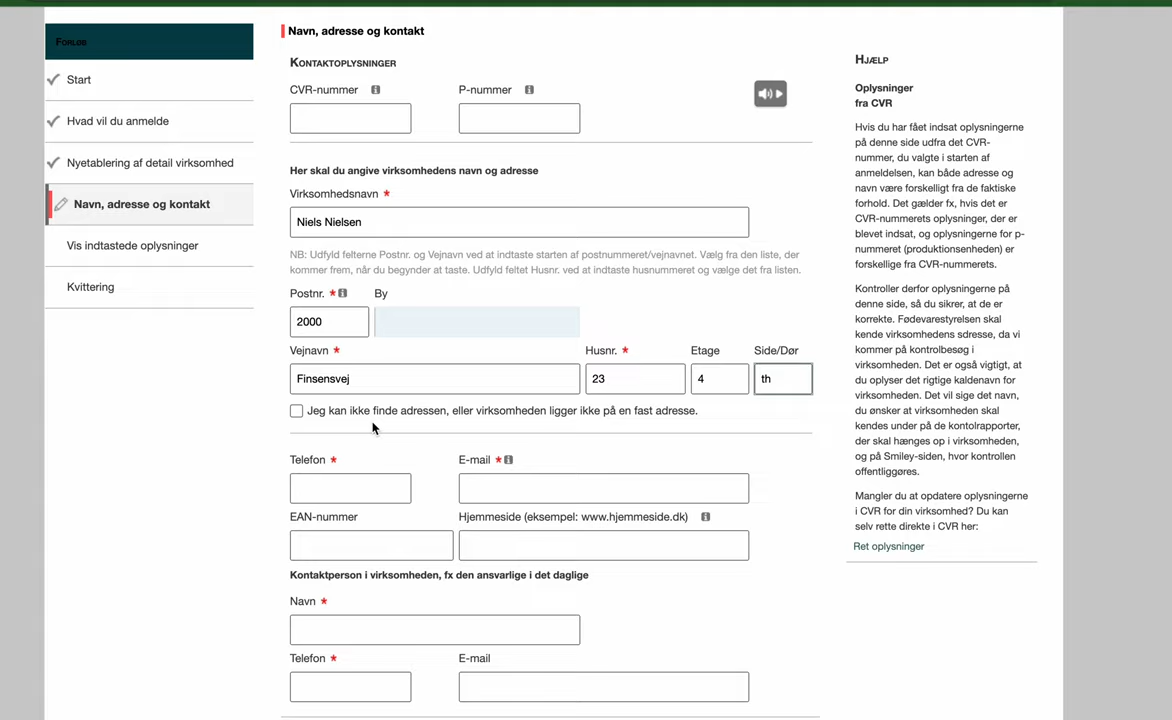 Forløb
Start
Hvad vil du anmelde
Nyetablering af detail virksomhed
Navn, adresse og kontakt
Vis indtastede oplysninger
Kvittering
Navn, adresse og kontakt
Kontaktoplysninger
CVR-nummer P-nummer
Her skal du angive virksomhedens navn og adresse
Virksomhedsnavn *
Niels Nielsen
NB: Udfyld felterne Postnr. og Vejnavn ved at indtaste starten af postnummeret/vejnavnet. Vælg fra den liste, der
kommer frem, når du begynder at taste. Udfyld feltet Husnr. ved at indtaste husnummeret og vælge det fra listen.
Postnr. * By
2000
Vejnavn * Husnr. * Etage Side/Dør
Finsensvej 23 4 th
Jeg kan ikke finde adressen, eller virksomheden ligger ikke på en fast adresse.
Telefon * E-mail *
EAN-nummer Hjemmeside (eksempel: www.hjemmeside.dk)
Kontaktperson i virksomheden, fx den ansvarlige i det daglige
Navn *
Telefon * E-mail
Hjælp
Oplysninger
fra CVR
Hvis du har fået indsat oplysningerne
på denne side udfra det CVR-
nummer, du valgte i starten af
anmeldelsen, kan både adresse og
navn være forskelligt fra de faktiske
forhold. Det gælder fx, hvis det er
CVR-nummerets oplysninger, der er
blevet indsat, og oplysningerne for p-
nummeret (produktionsenheden) er
forskellige fra CVR-nummerets.
Kontroller derfor oplysningerne på
denne side, så du sikrer, at de er
korrekte. Fødevarestyrelsen skal
kende virksomhedens sdresse, da vi
kommer på kontrolbesøg i
virksomheden. Det er også vigtigt, at
du oplyser det rigtige kaldenavn for
virksomheden. Det vil sige det navn,
du ønsker at virksomheden skal
kendes under på de kontolrapporter,
der skal hænges op i virksomheden,
og på Smiley-siden, hvor kontrollen
offentliggøres.
Mangler du at opdatere oplysningerne
i CVR for din virksomhed? Du kan
selv rette direkte i CVR her:
Ret oplysninger